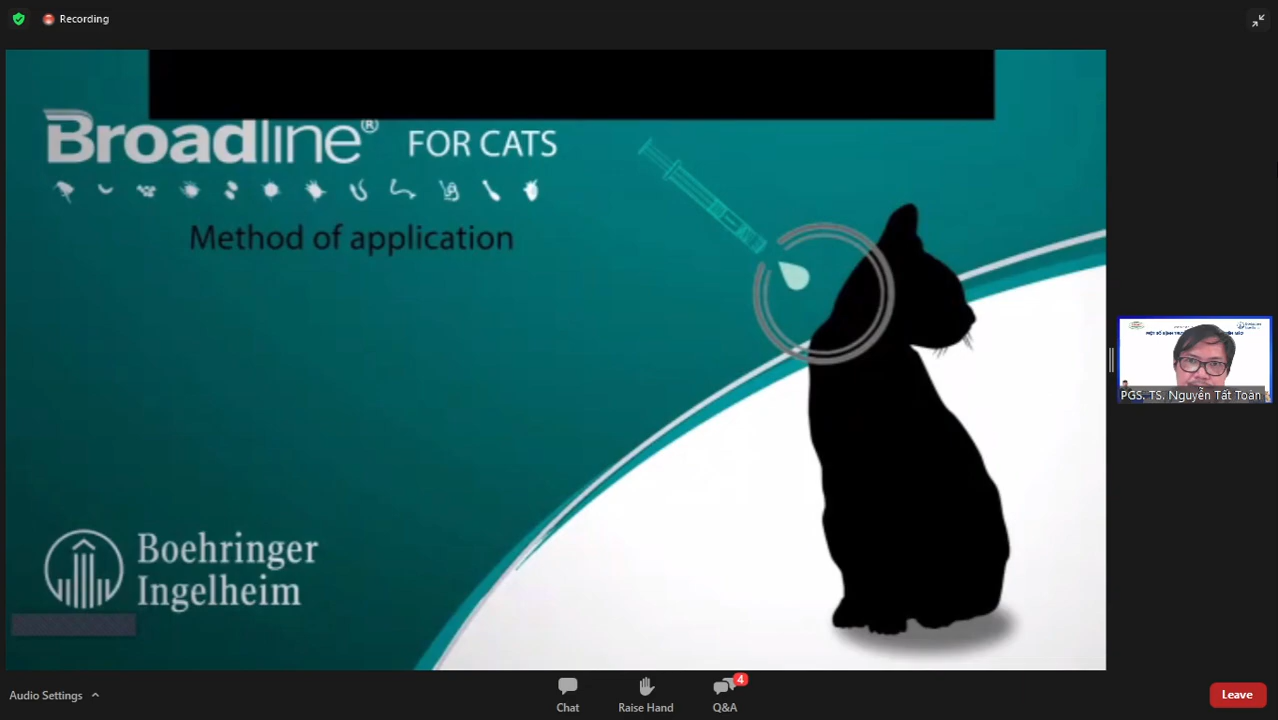 Recording
Broadline® FOR CATS
Method of application
PGS. TS. Nguyễn Tất Toàn
Boehringer
Ingelheim
Audio Settings
Chat
Raise Hand
4
Q&A
Leave